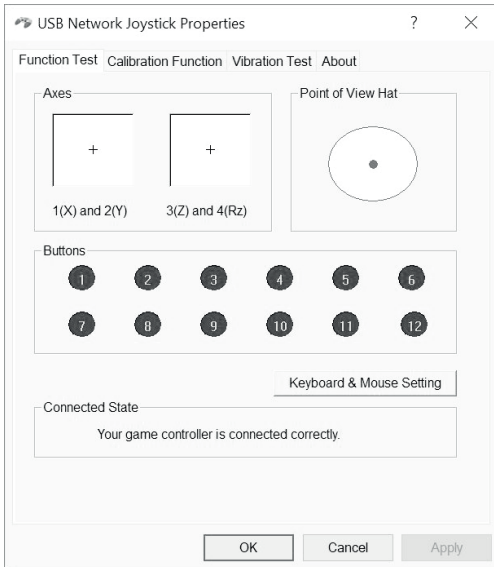 USB Network Joystick Properties
?
Function Test Calibration Function Vibration Test About
Axes
Point of View Hat
1(X) and 2(Y)
3(Z) and 4(Rz)
Buttons
1 2 3 4 5 6
7 8 9 10 11 12
Keyboard & Mouse Setting
Connected State
Your game controller is connected correctly.
OK Cancel Apply